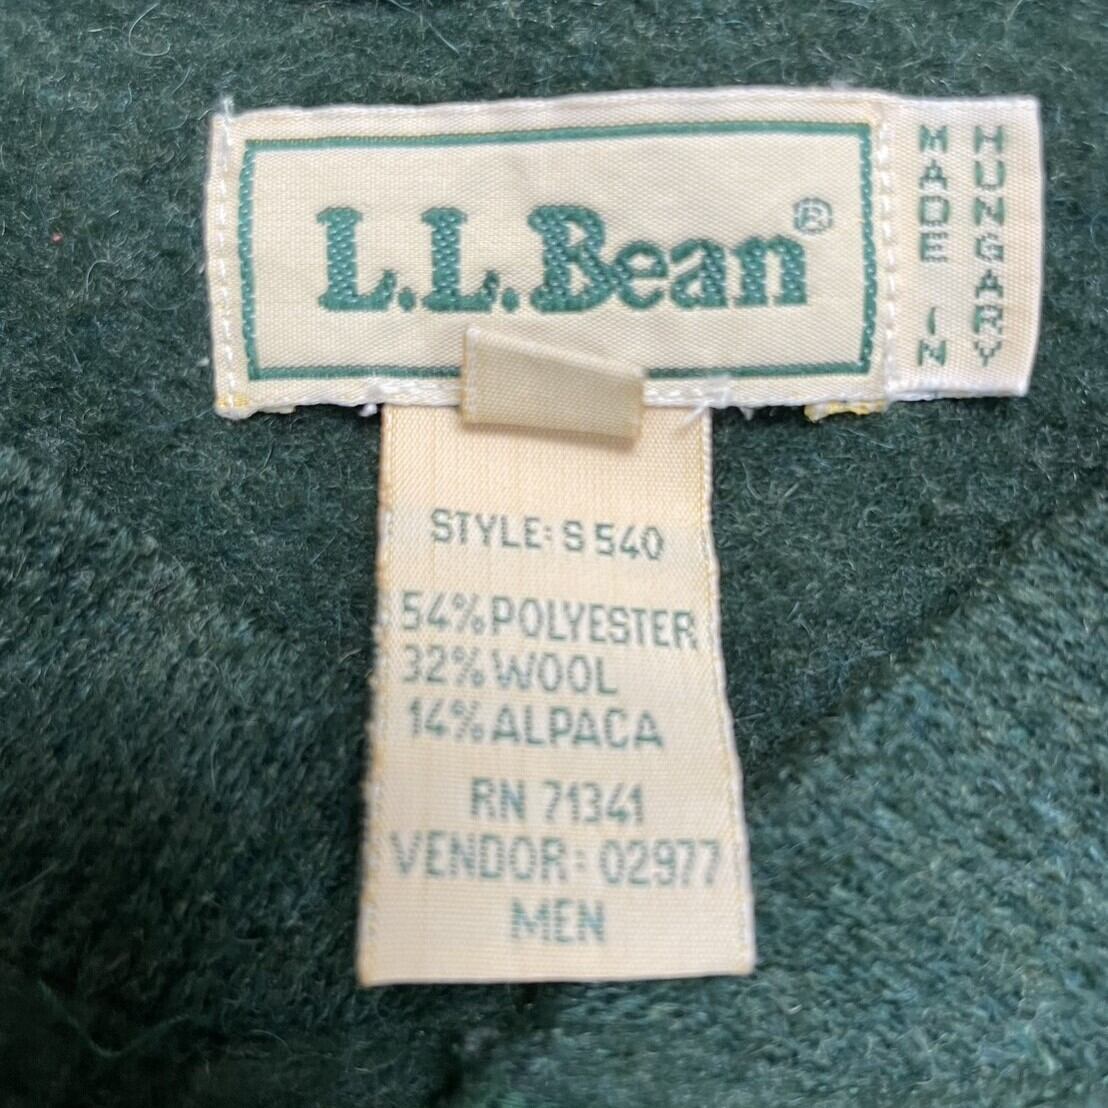 L.L.Bean®
MADE IN
HUNGARY
STYLE: S 540
54% POLYESTER
32% WOOL
14% ALPACA
RN 71341
VENDOR: 02977
MEN